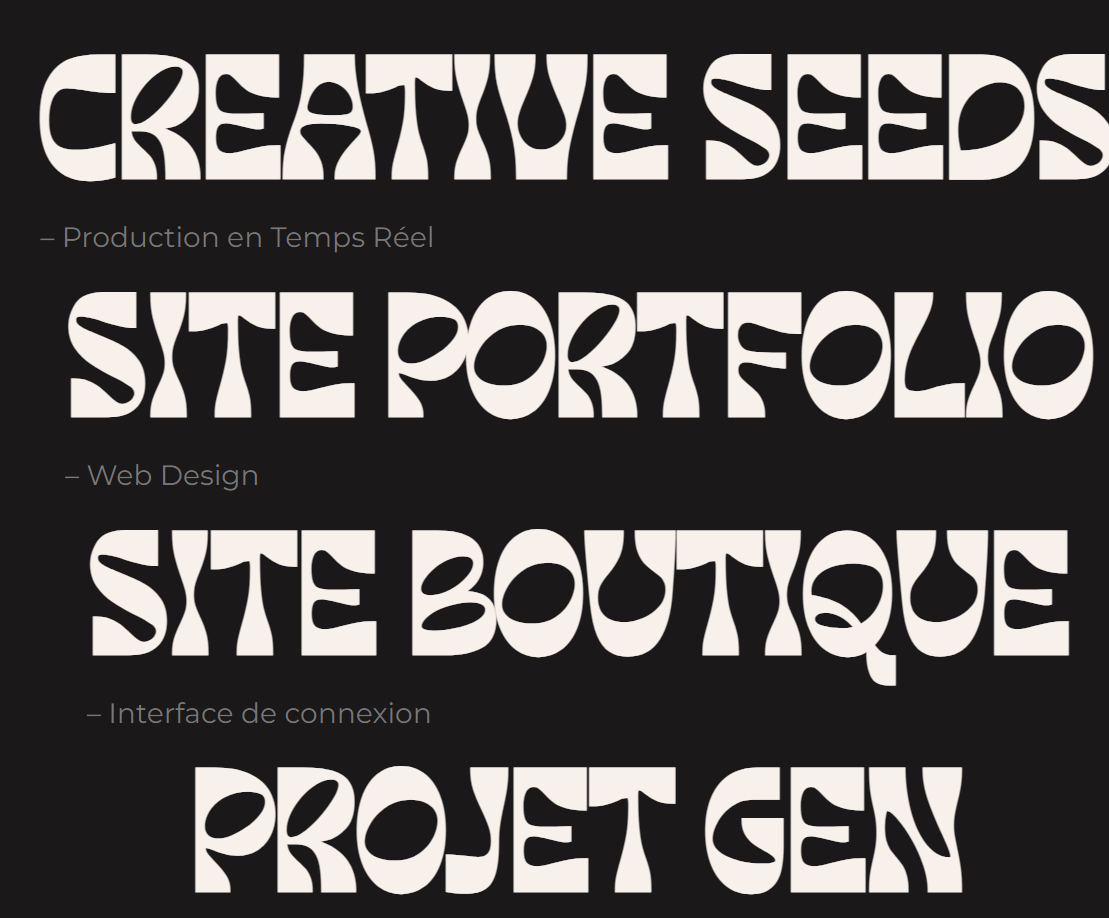 CREATIVE SEEDS
– Production en Temps Réel
SITE PORTFOLIO
– Web Design
SITE BOUTIQUE
– Interface de connexion
PROJET GEN